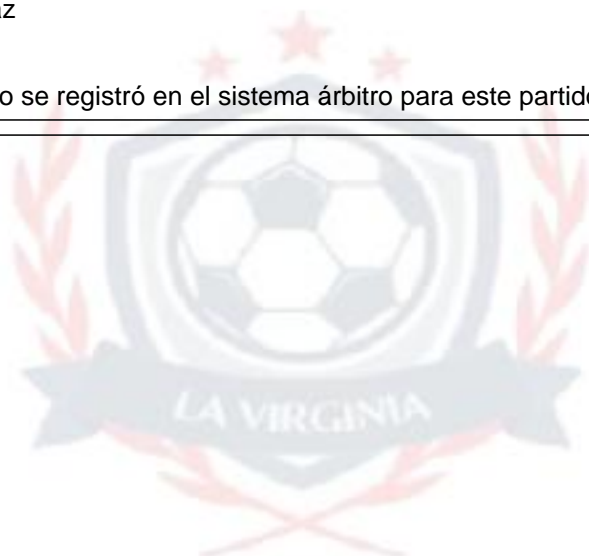 az
o se registró en el sistema árbitro para este partido
LA VIRGINIA